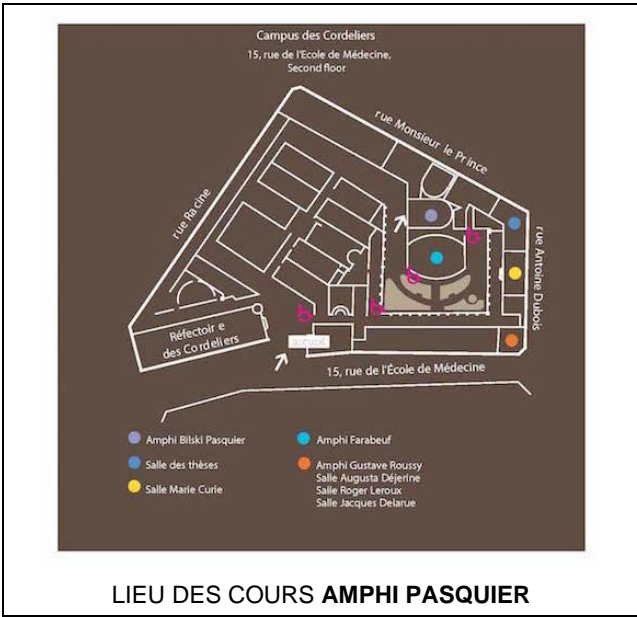 Campus des Cordeliers
15, rue de l'Ecole de Médecine,
Second floor
rue Monsieur le Prince
rue Racine
rue Antoine Dubois
Réfectoir e
des Cordeliers
15, rue de l'École de Médecine
Amphi Bilski Pasquier
Salle des thèses
Salle Marie Curie
Amphi Farabeuf
Amphi Gustave Roussy
Salle Augusta Déjerine
Salle Roger Leroux
Salle Jacques Delarue
LIEU DES COURS AMPHI PASQUIER